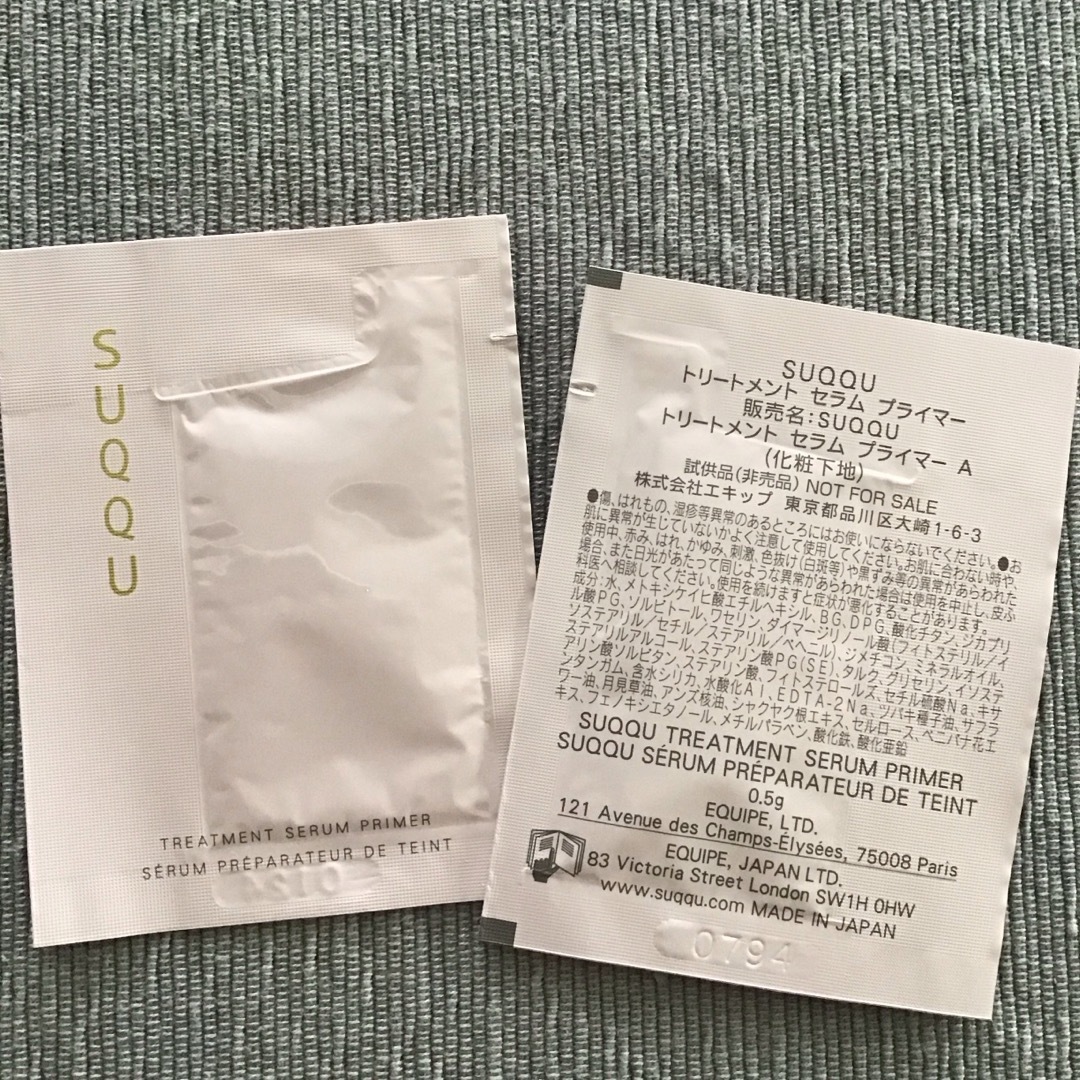 SUQQU
TREATMENT SERUM PRIMER
SÉRUM PRÉPARATEUR DE TEINT
SUQQU
トリートメント セラム プライマー
販売名:SUQQU
トリートメント セラム プライマー A
(化粧下地)
試供品(非売品) NOT FOR SALE
株式会社エキップ 東京都品川区大崎1-6-3
●傷、はれもの、湿疹等異常のあるところにはお使いにならないでください。●お
肌に異常が生じていないかよく注意して使用してください。お肌に合わない時や、
使用中、赤み、はれ、かゆみ、刺激、色抜け(白斑等)や黒ずみ等の異常があらわれた
場合、また日光があたって同じような異常があらわれた場合は使用を中止し、皮ふ
科医へ相談してください。使用を続けますと症状が悪化することがあります。
成分:水、メトキシケイヒ酸エチルヘキシル、BG、DPG、酸化チタン、ジカプリ
ル酸PG、ソルビトール、ワセリン、ダイマージリノール酸(フィトステリル/イ
ソステアリル/セチル/ステアリル/ベヘニル)、ジメチコン、ミネラルオイル、
ステアリルアルコール、ステアリン酸PG(SE)、タルク、グリセリン、イソステ
アリン酸ソルビタン、ステアリン酸、フィトステロールズ、セチル硫酸Na、キサ
ンタンガム、含水シリカ、水酸化Al、EDTA-2Na、ツバキ種子油、サフラ
ワー油、月見草油、アンズ核油、シャクヤク根エキス、セルロース、ベニバナ花エ
キス、フェノキシエタノール、メチルパラベン、酸化鉄、酸化亜鉛
SUQQU TREATMENT SERUM PRIMER
SUQQU SÉRUM PRÉPARATEUR DE TEINT
0.5g
EQUIPE, LTD.
121 Avenue des Champs-Élysées, 75008 Paris
EQUIPE, JAPAN LTD.
83 Victoria Street London SW1H 0HW
www.suqqu.com MADE IN JAPAN
0794